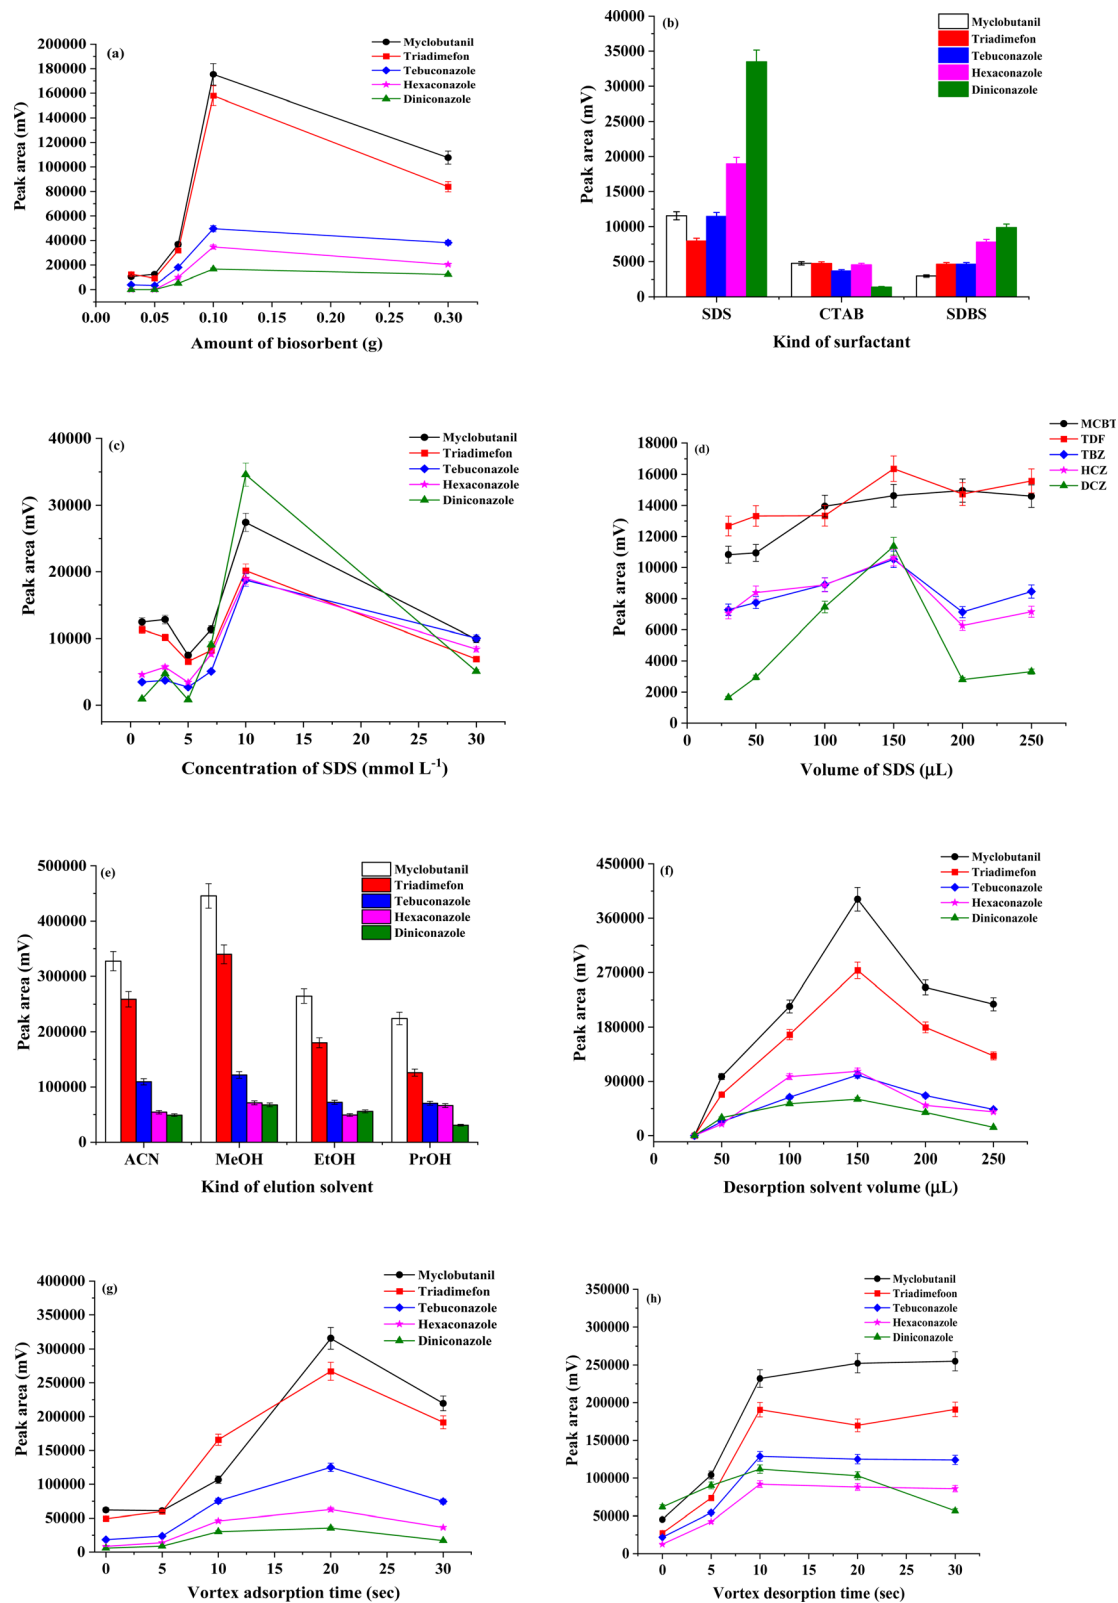 (a)
Myclobutanil
Triadimefon
Tebuconazole
Hexaconazole
Diniconazole
200000
180000
160000
140000
120000
100000
80000
60000
40000
20000
0
Peak area (mV)
0.00 0.05 0.10 0.15 0.20 0.25 0.30
Amount of biosorbent (g)
(b)
Myclobutanil
Triadimefon
Tebuconazole
Hexaconazole
Diniconazole
40000
35000
30000
25000
20000
15000
10000
5000
0
Peak area (mV)
SDS CTAB SDBS
Kind of surfactant
(c)
Myclobutanil
Triadimefon
Tebuconazole
Hexaconazole
Diniconazole
40000
30000
20000
10000
0
Peak area (mV)
0 5 10 15 20 25 30
Concentration of SDS (mmol L⁻¹)
(d)
MCBT
TDF
TBZ
HCZ
DCZ
18000
16000
14000
12000
10000
8000
6000
4000
2000
0
Peak area (mV)
0 50 100 150 200 250
Volume of SDS (μL)
(e)
Myclobutanil
Triadimefon
Tebuconazole
Hexaconazole
Diniconazole
500000
400000
300000
200000
100000
0
Peak area (mV)
ACN MeOH EtOH PrOH
Kind of elution solvent
(f)
Myclobutanil
Triadimefon
Tebuconazole
Hexaconazole
Diniconazole
450000
360000
270000
180000
90000
0
Peak area (mV)
0 50 100 150 200 250
Desorption solvent volume (μL)
(g)
Myclobutanil
Triadimefon
Tebuconazole
Hexaconazole
Diniconazole
400000
350000
300000
250000
200000
150000
100000
50000
0
Peak area (mV)
0 5 10 15 20 25 30
Vortex adsorption time (sec)
(h)
Myclobutanil
Triadimefoon
Tebuconazole
Hexaconazole
Diniconazole
350000
300000
250000
200000
150000
100000
50000
0
Peak area (mV)
0 5 10 15 20 25 30
Vortex desorption time (sec)